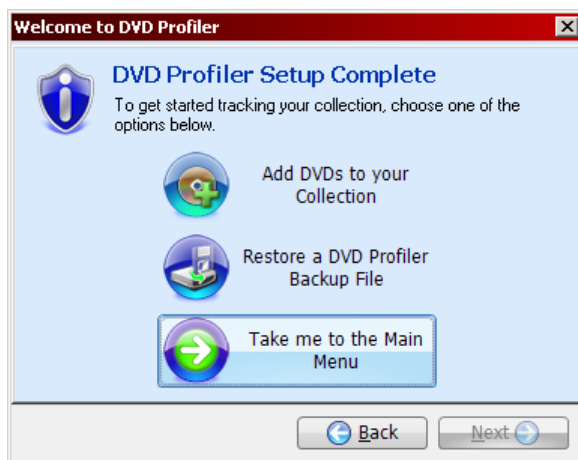 Welcome to DVD Profiler
DVD Profiler Setup Complete
To get started tracking your collection, choose one of the
options below.
Add DVDs to your
Collection
Restore a DVD Profiler
Backup File
Take me to the Main
Menu
Back
Next